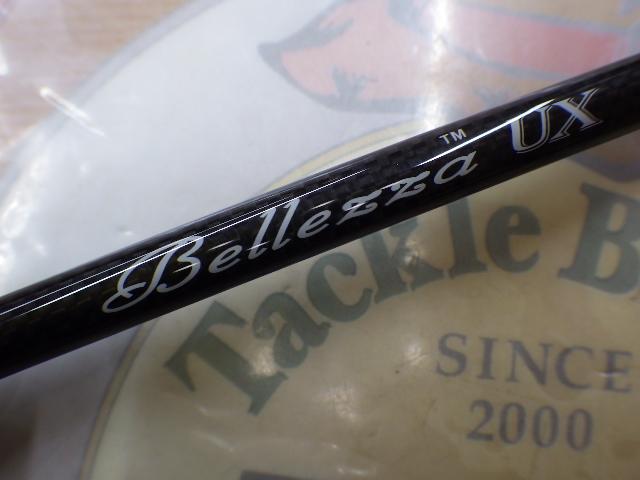 Bellezza™ UX
Tackle B
SINCE
2000